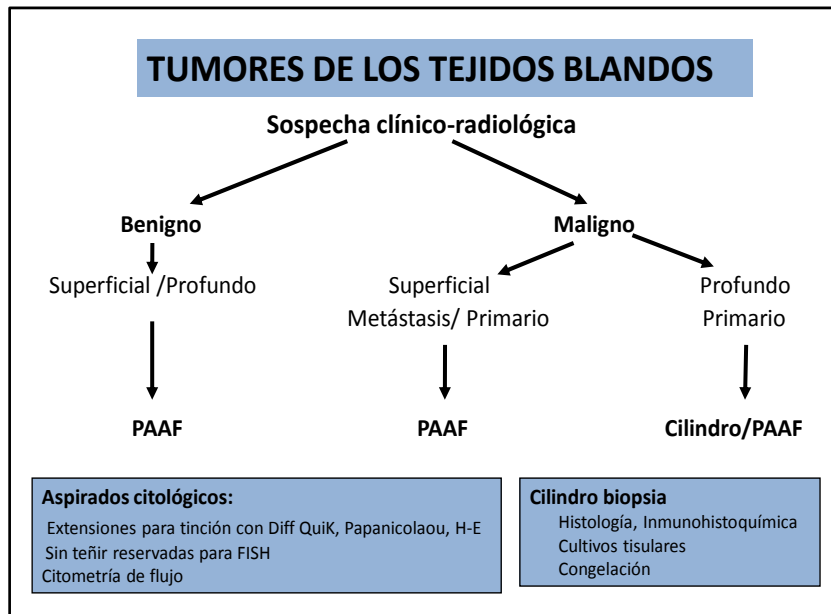 TUMORES DE LOS TEJIDOS BLANDOS
Sospecha clínico-radiológica
Benigno
Maligno
Superficial /Profundo
Superficial
Metástasis/ Primario
Profundo
Primario
PAAF
PAAF
Cilindro/PAAF
Aspirados citológicos:
Extensiones para tinción con Diff QuiK, Papanicolaou, H-E
Sin teñir reservadas para FISH
Citometría de flujo
Cilindro biopsia
Histología, Inmunohistoquímica
Cultivos tisulares
Congelación